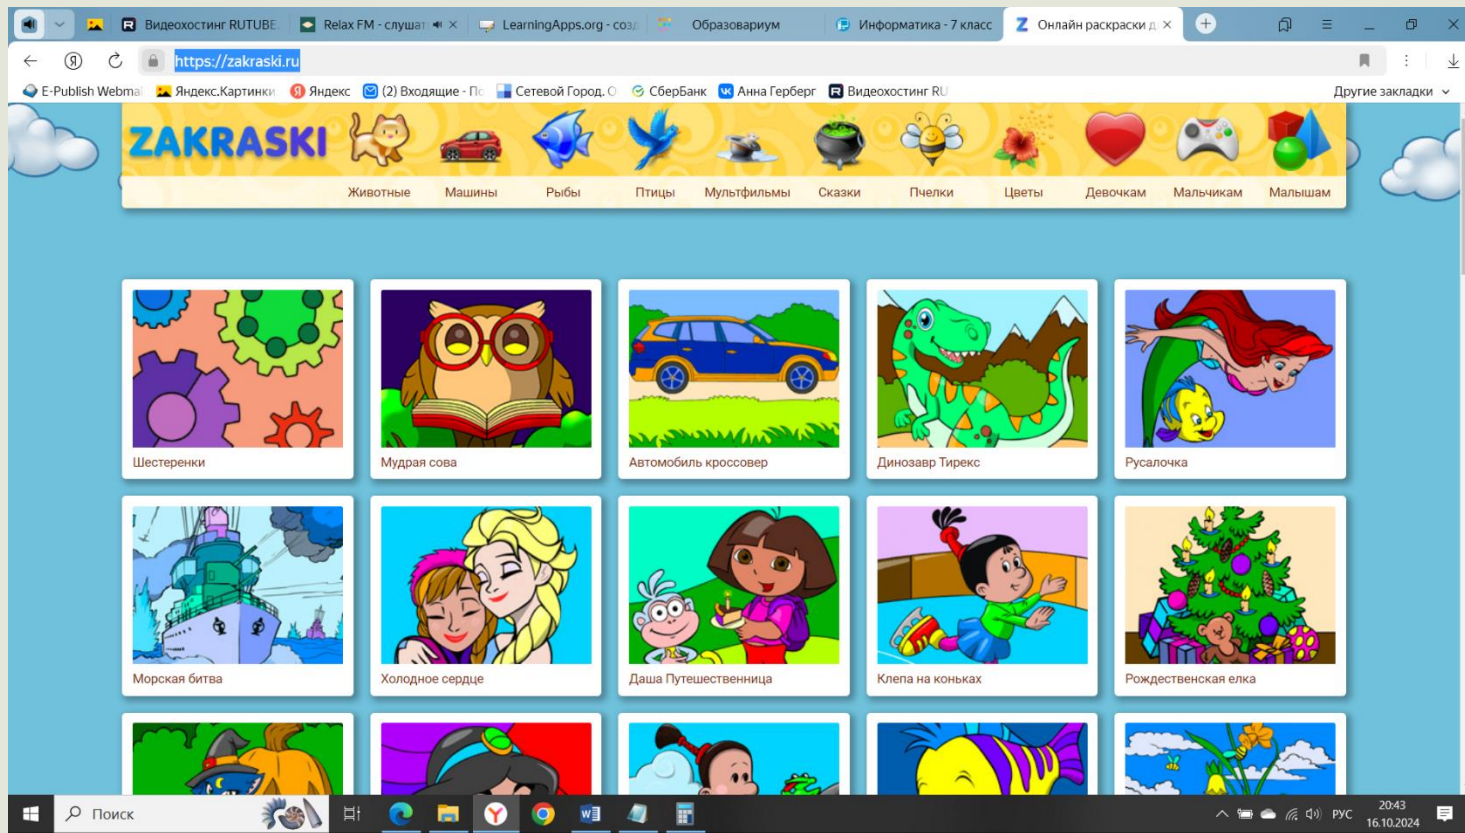 Видеохостинг RUTUBE.
Relax FM - слушат
LearningApps.org - созд
Образовариум
Информатика - 7 класс
Онлайн раскраски д
https://zakraski.ru
E-Publish Webmai
Яндекс.Картинки
Яндекс
(2) Входящие - По
Сетевой Город. О
СберБанк
Анна Герберг
Видеохостинг RU
Другие закладки
ZAKRASKI
Животные
Машины
Рыбы
Птицы
Мультфильмы
Сказки
Пчелки
Цветы
Девочкам
Мальчикам
Малышам
Шестеренки
Мудрая сова
Автомобиль кроссовер
Динозавр Тирекс
Русалочка
Морская битва
Холодное сердце
Даша Путешественница
Клепа на коньках
Рождественская елка
Поиск
РУС
20:43
16.10.2024